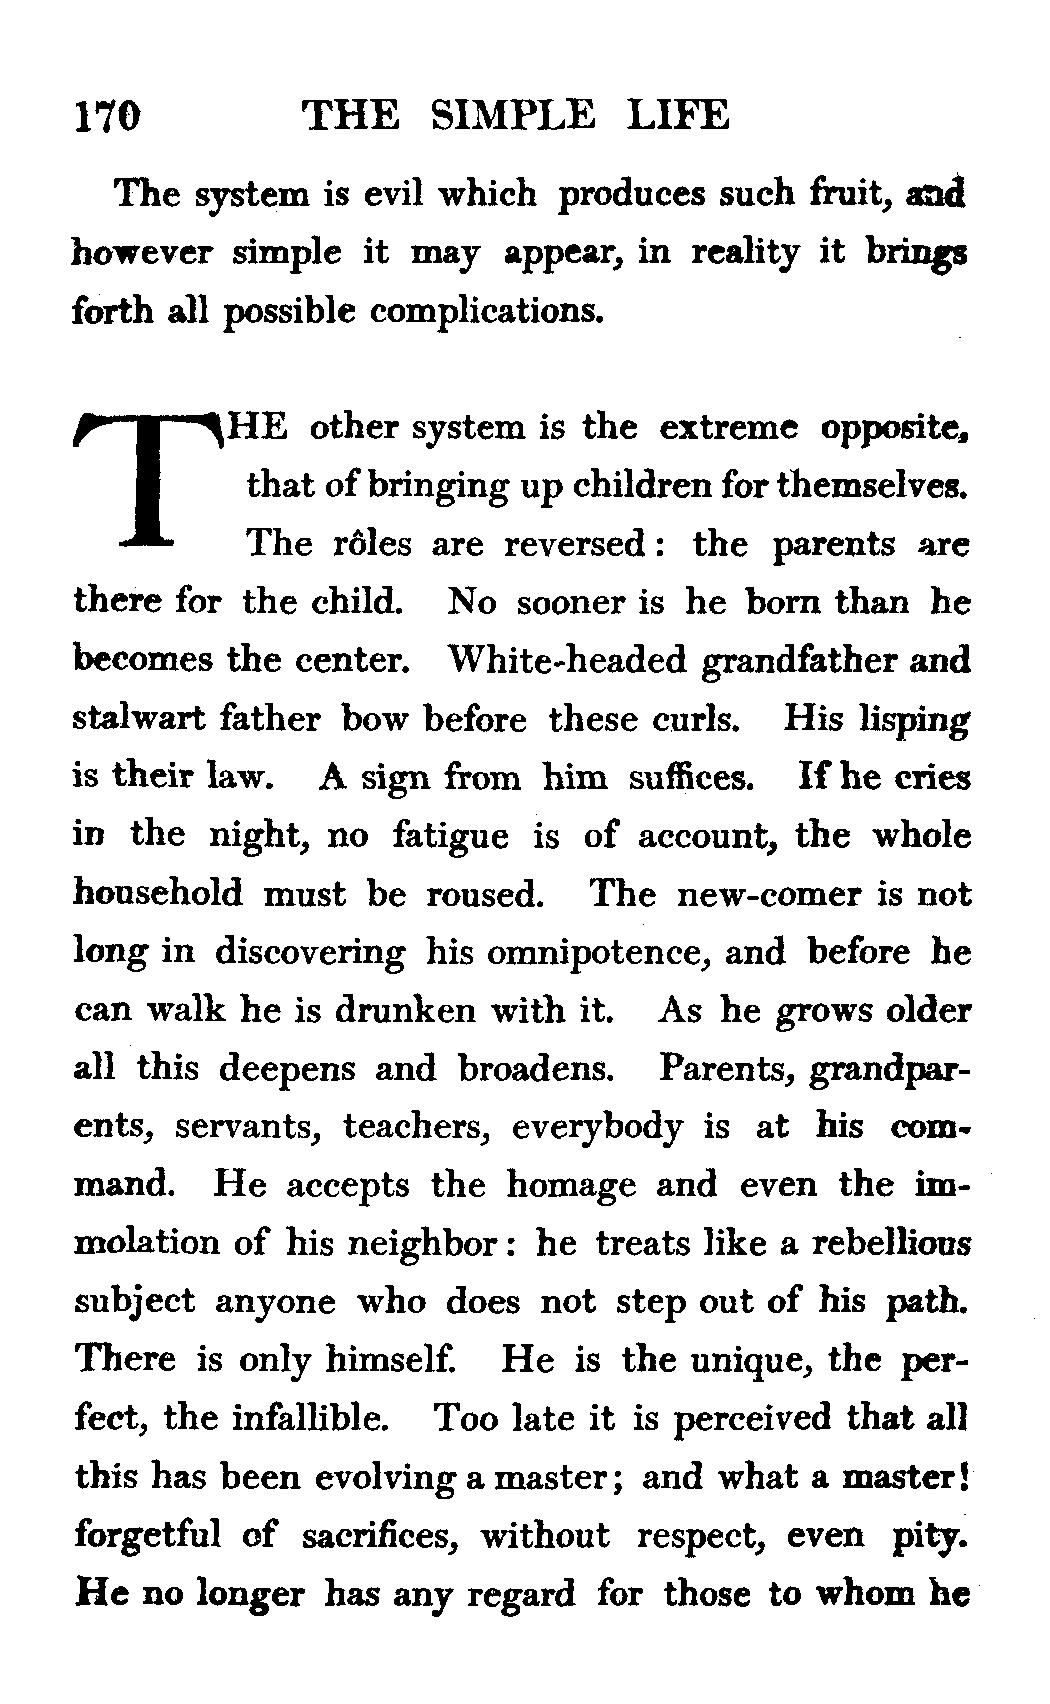 170 THE SIMPLE LIFE
The system is evil which produces such fruit, and
however simple it may appear, in reality it brings
forth all possible complications.
THE other system is the extreme opposite,
that of bringing up children for themselves.
The rôles are reversed: the parents are
there for the child. No sooner is he born than he
becomes the center. White-headed grandfather and
stalwart father bow before these curls. His lisping
is their law. A sign from him suffices. If he cries
in the night, no fatigue is of account, the whole
household must be roused. The new-comer is not
long in discovering his omnipotence, and before he
can walk he is drunken with it. As he grows older
all this deepens and broadens. Parents, grandpar-
ents, servants, teachers, everybody is at his com-
mand. He accepts the homage and even the im-
molation of his neighbor: he treats like a rebellious
subject anyone who does not step out of his path.
There is only himself. He is the unique, the per-
fect, the infallible. Too late it is perceived that all
this has been evolving a master; and what a master!
forgetful of sacrifices, without respect, even pity.
He no longer has any regard for those to whom he